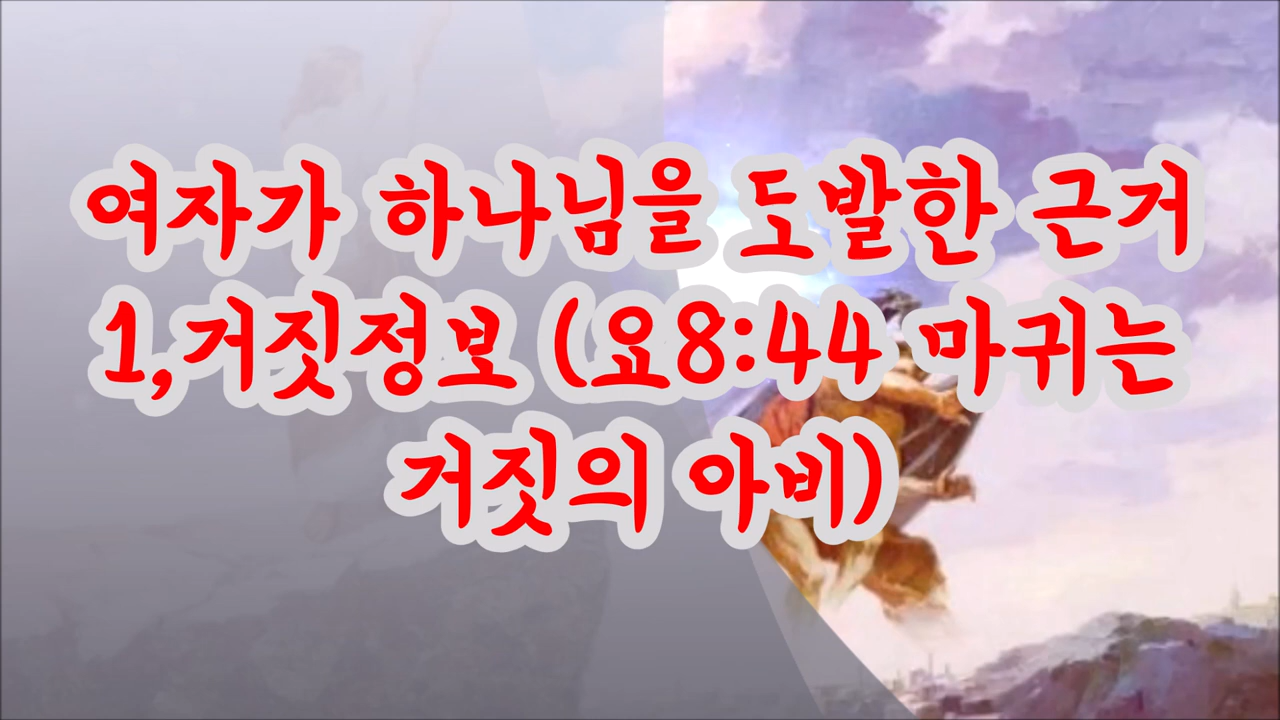 여자가 하나님을 도발한 근거
1,거짓정보 (요8:44 마귀는
거짓의 아비)